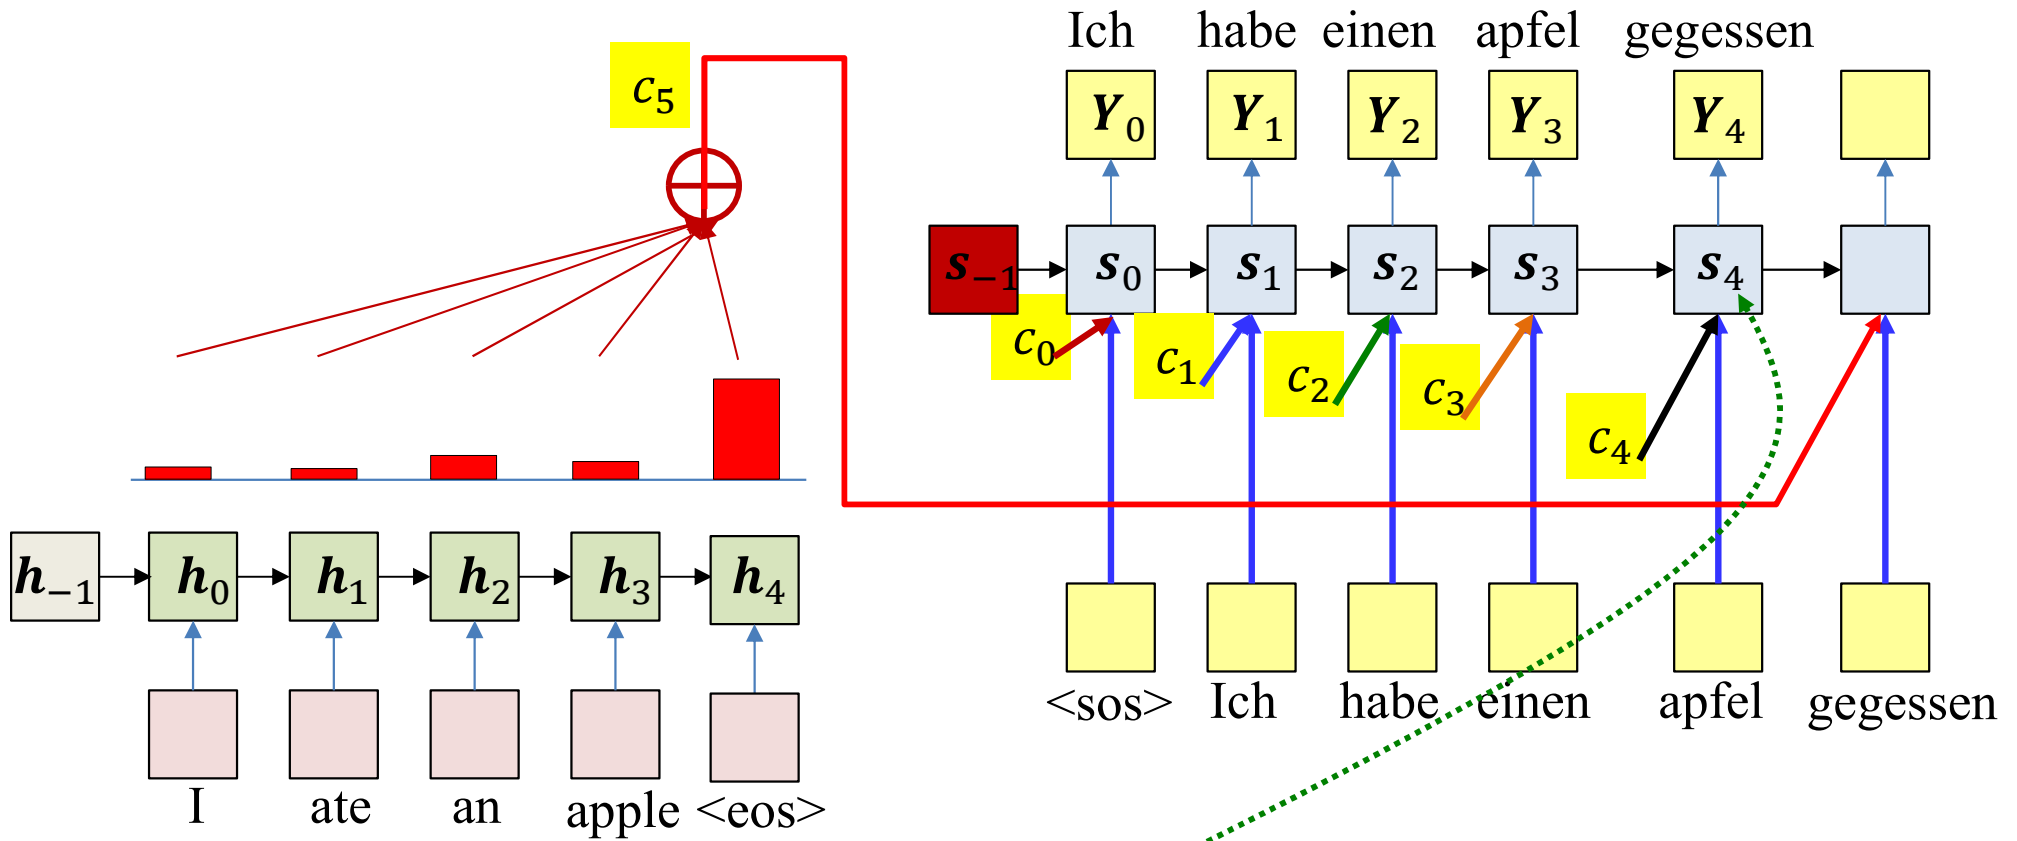 Ich habe einen apfel gegessen
c₅
Y₀ Y₁ Y₂ Y₃ Y₄
s₋₁ s₀ s₁ s₂ s₃ s₄
c₀ c₁ c₂ c₃ c₄
h₋₁ h₀ h₁ h₂ h₃ h₄
<sos> Ich habe einen apfel gegessen
I ate an apple <eos>